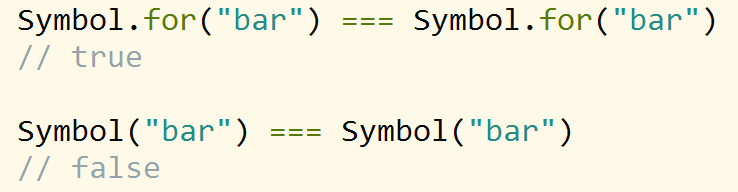 Symbol.for("bar") === Symbol.for("bar")
// true
Symbol("bar") === Symbol("bar")
// false